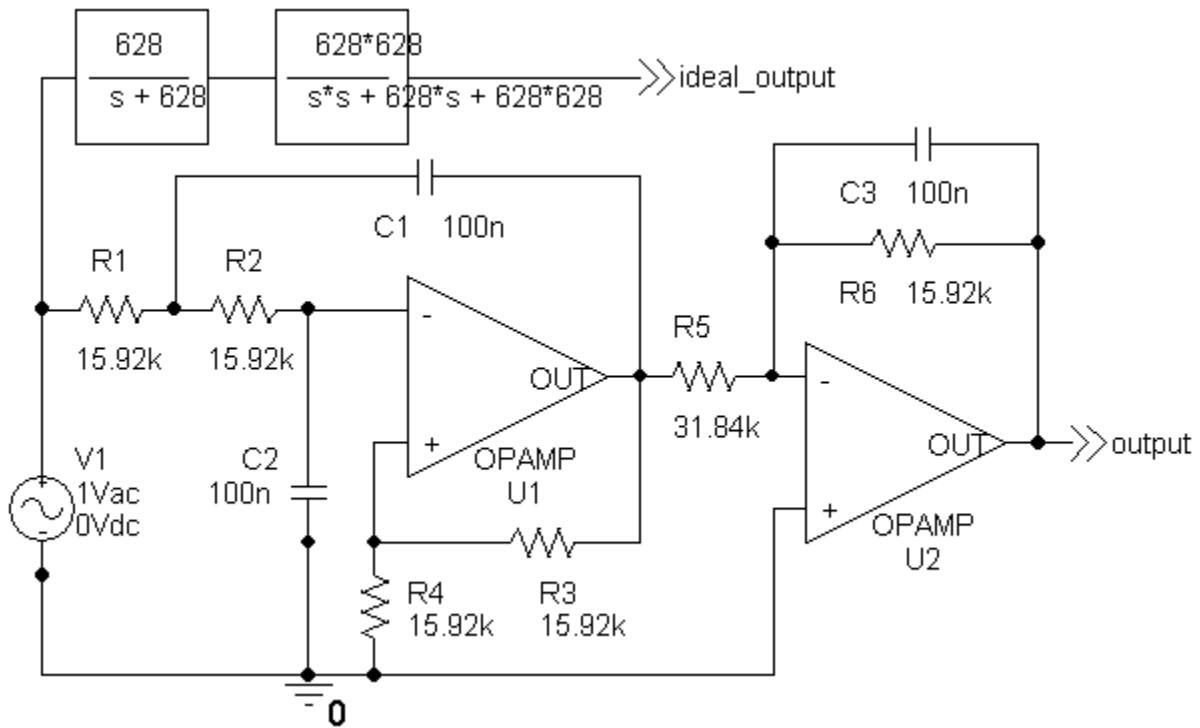 628
s + 628
628*628
s*s + 628*s + 628*628
ideal_output
C1 100n
C3 100n
R1
R2
R6 15.92k
15.92k
15.92k
-
OUT
+
OPAMP
U1
R5
31.84k
-
OUT
+
OPAMP
U2
output
V1
1Vac
0Vdc
+
-
C2
100n
R4
15.92k
R3
15.92k
0